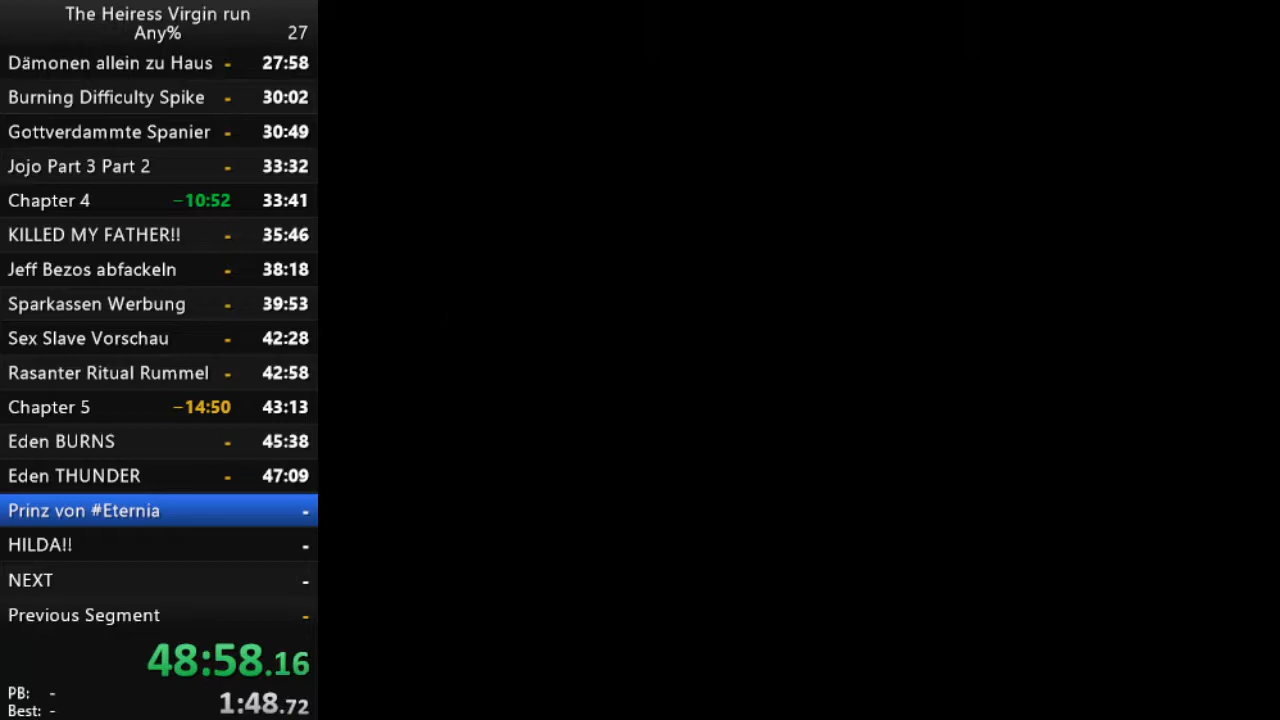 The Heiress Virgin run
Any% 27
Dämonen allein zu Haus - 27:58
Burning Difficulty Spike - 30:02
Gottverdammte Spanier - 30:49
Jojo Part 3 Part 2 - 33:32
Chapter 4 −10:52 33:41
KILLED MY FATHER!! - 35:46
Jeff Bezos abfackeln - 38:18
Sparkassen Werbung - 39:53
Sex Slave Vorschau - 42:28
Rasanter Ritual Rummel - 42:58
Chapter 5 −14:50 43:13
Eden BURNS - 45:38
Eden THUNDER - 47:09
Prinz von #Eternia -
HILDA!! -
NEXT -
Previous Segment -
48:58.16
PB: -
Best: - 1:48.72